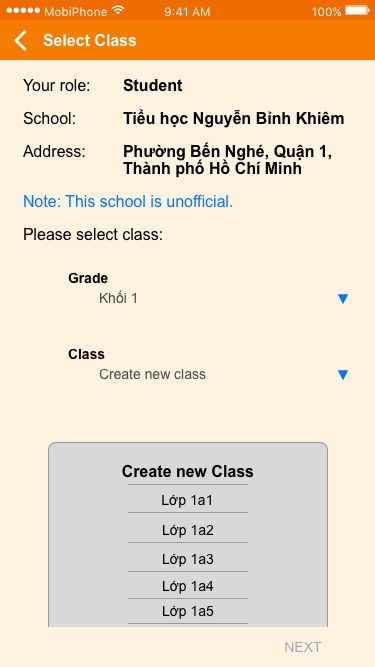 MobiPhone 9:41 AM 100%
Select Class
Your role: Student
School: Tiểu học Nguyễn Bỉnh Khiêm
Address: Phường Bến Nghé, Quận 1,
Thành phố Hồ Chí Minh
Note: This school is unofficial.
Please select class:
Grade
Khối 1
Class
Create new class
Create new Class
Lớp 1a1
Lớp 1a2
Lớp 1a3
Lớp 1a4
Lớp 1a5
NEXT